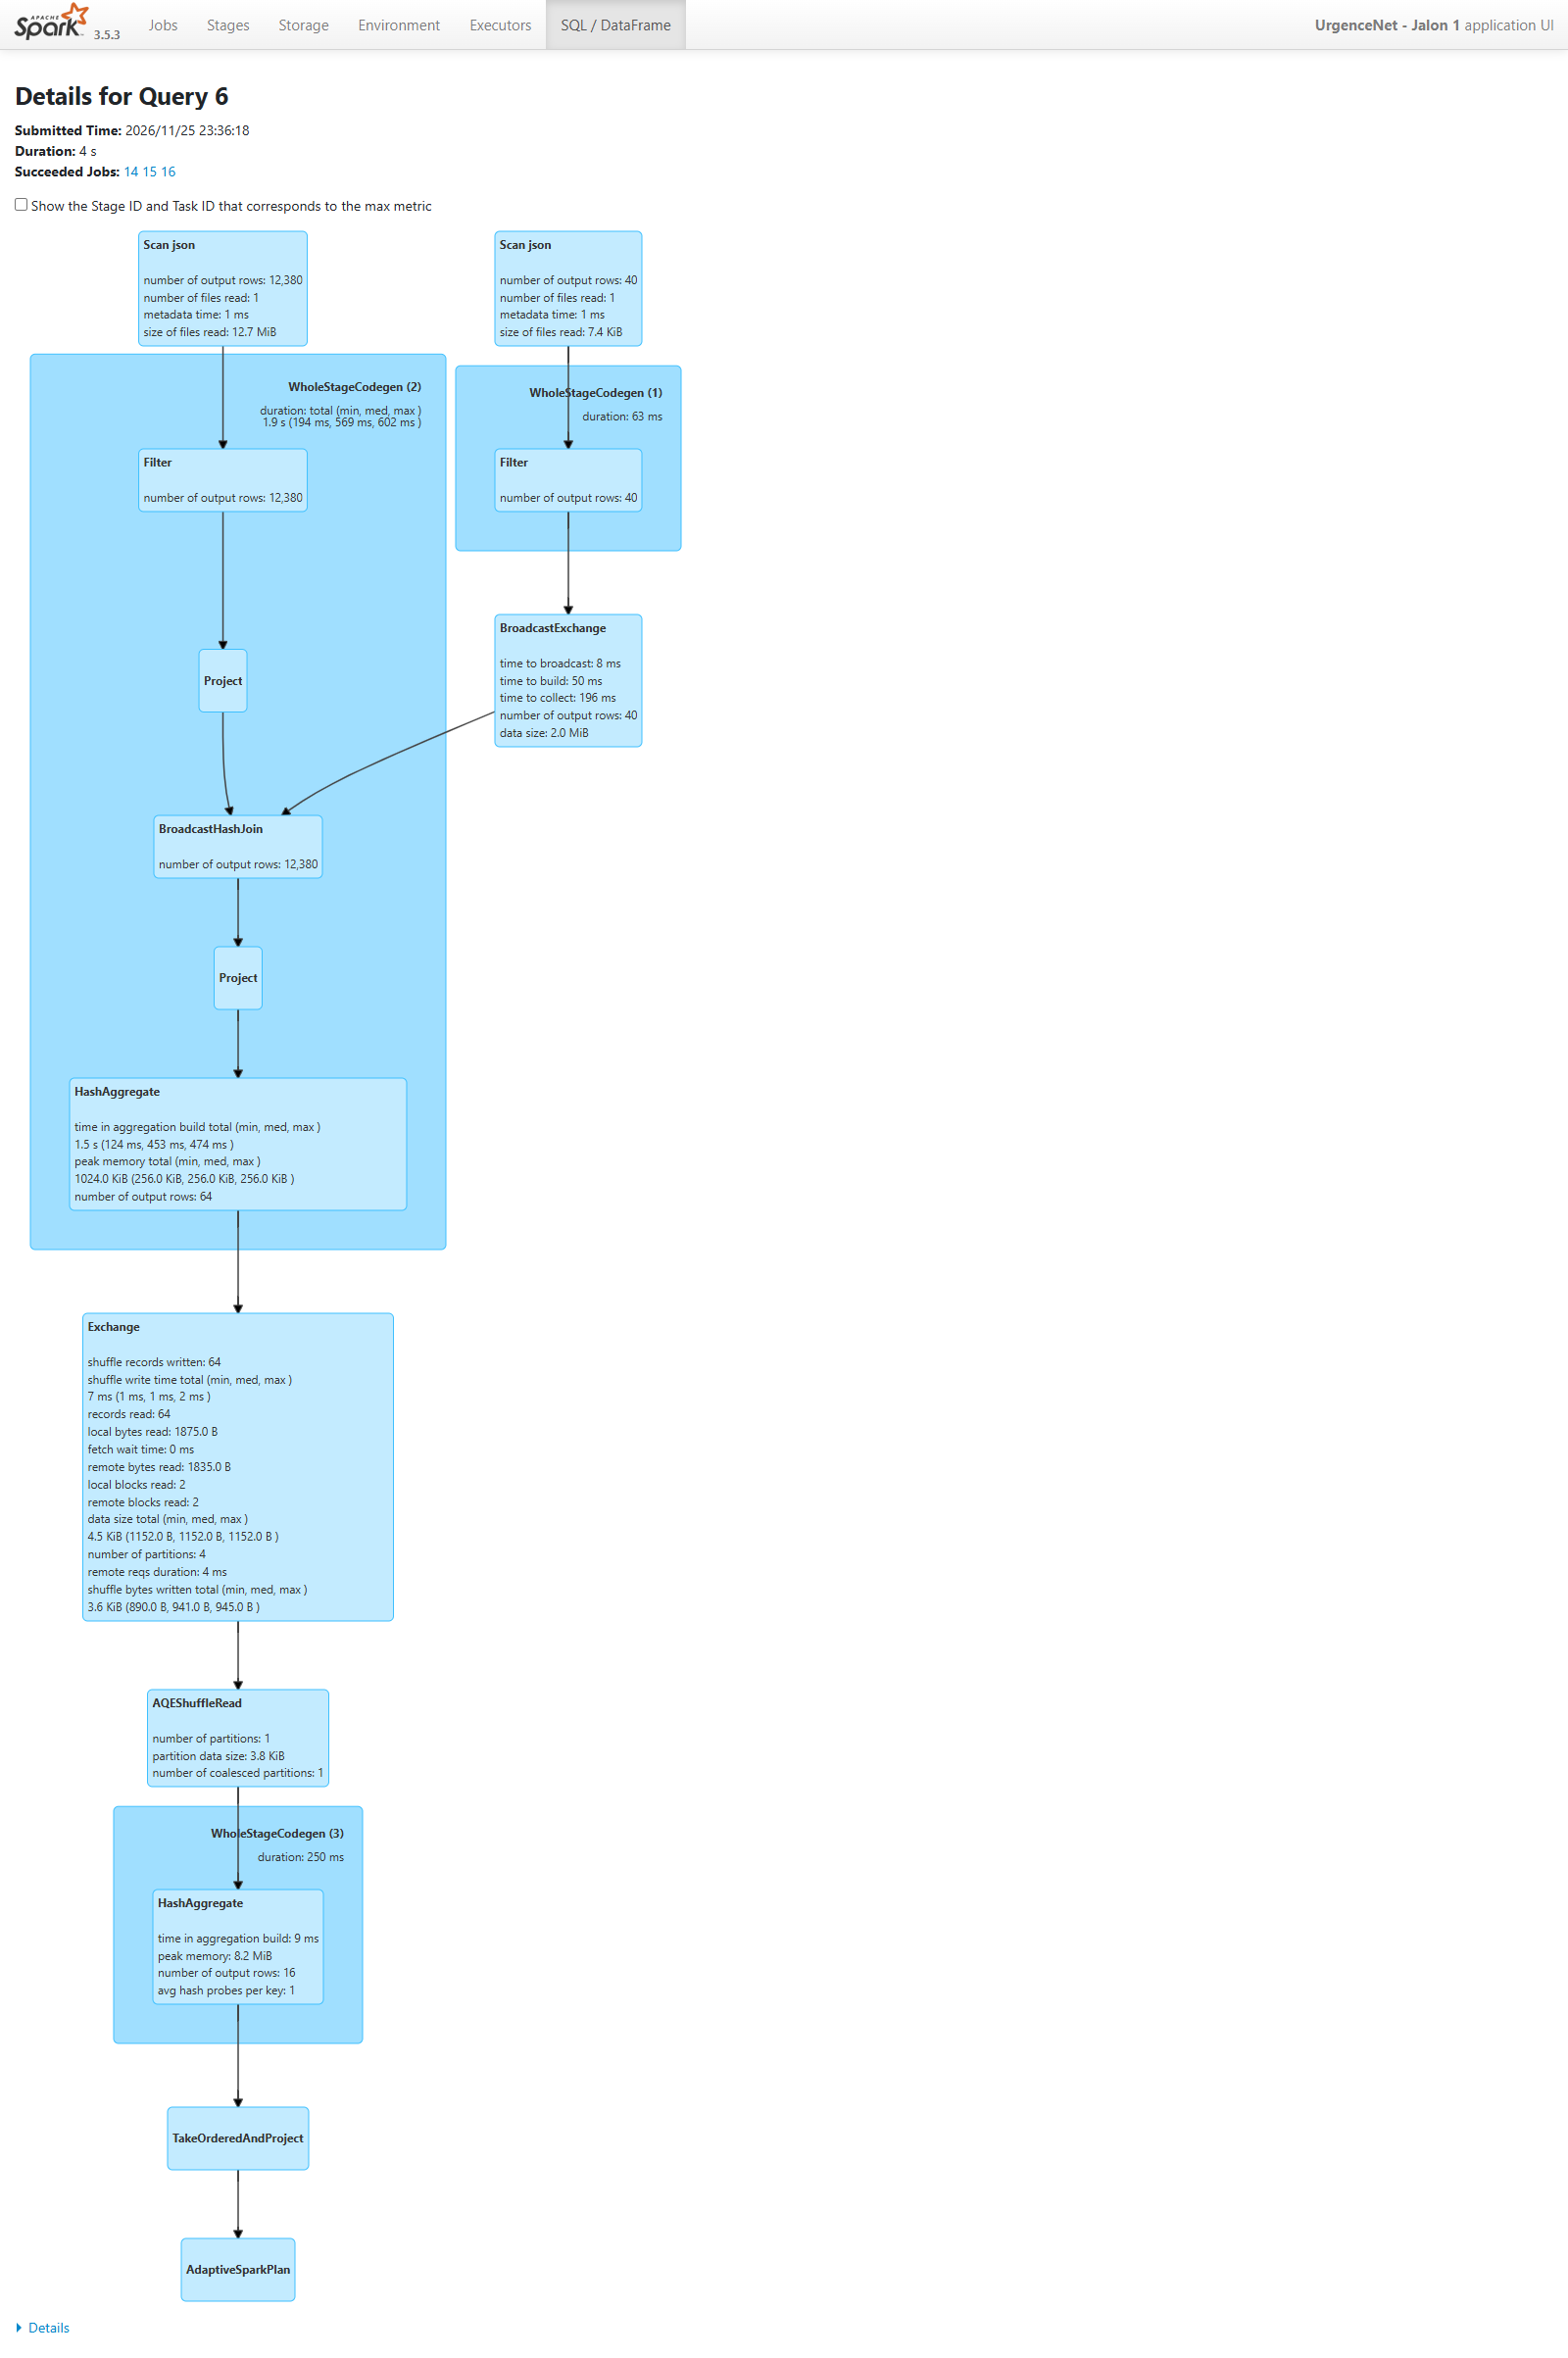 APACHE
Spark 3.5.3
Jobs
Stages
Storage
Environment
Executors
SQL / DataFrame
UrgenceNet - Jalon 1 application UI
Details for Query 6
Submitted Time: 2026/11/25 23:36:18
Duration: 4 s
Succeeded Jobs: 14 15 16
Show the Stage ID and Task ID that corresponds to the max metric
Scan json
number of output rows: 12,380
number of files read: 1
metadata time: 1 ms
size of files read: 12.7 MiB
Scan json
number of output rows: 40
number of files read: 1
metadata time: 1 ms
size of files read: 7.4 KiB
WholeStageCodegen (2)
duration: total (min, med, max )
1.9 s (194 ms, 569 ms, 602 ms )
WholeStageCodegen (1)
duration: 63 ms
Filter
number of output rows: 12,380
Filter
number of output rows: 40
Project
BroadcastExchange
time to broadcast: 8 ms
time to build: 50 ms
time to collect: 196 ms
number of output rows: 40
data size: 2.0 MiB
BroadcastHashJoin
number of output rows: 12,380
Project
HashAggregate
time in aggregation build total (min, med, max )
1.5 s (124 ms, 453 ms, 474 ms )
peak memory total (min, med, max )
1024.0 KiB (256.0 KiB, 256.0 KiB, 256.0 KiB )
number of output rows: 64
Exchange
shuffle records written: 64
shuffle write time total (min, med, max )
7 ms (1 ms, 1 ms, 2 ms )
records read: 64
local bytes read: 1875.0 B
fetch wait time: 0 ms
remote bytes read: 1835.0 B
local blocks read: 2
remote blocks read: 2
data size total (min, med, max )
4.5 KiB (1152.0 B, 1152.0 B, 1152.0 B )
number of partitions: 4
remote reqs duration: 4 ms
shuffle bytes written total (min, med, max )
3.6 KiB (890.0 B, 941.0 B, 945.0 B )
AQEShuffleRead
number of partitions: 1
partition data size: 3.8 KiB
number of coalesced partitions: 1
WholeStageCodegen (3)
duration: 250 ms
HashAggregate
time in aggregation build: 9 ms
peak memory: 8.2 MiB
number of output rows: 16
avg hash probes per key: 1
TakeOrderedAndProject
AdaptiveSparkPlan
Details